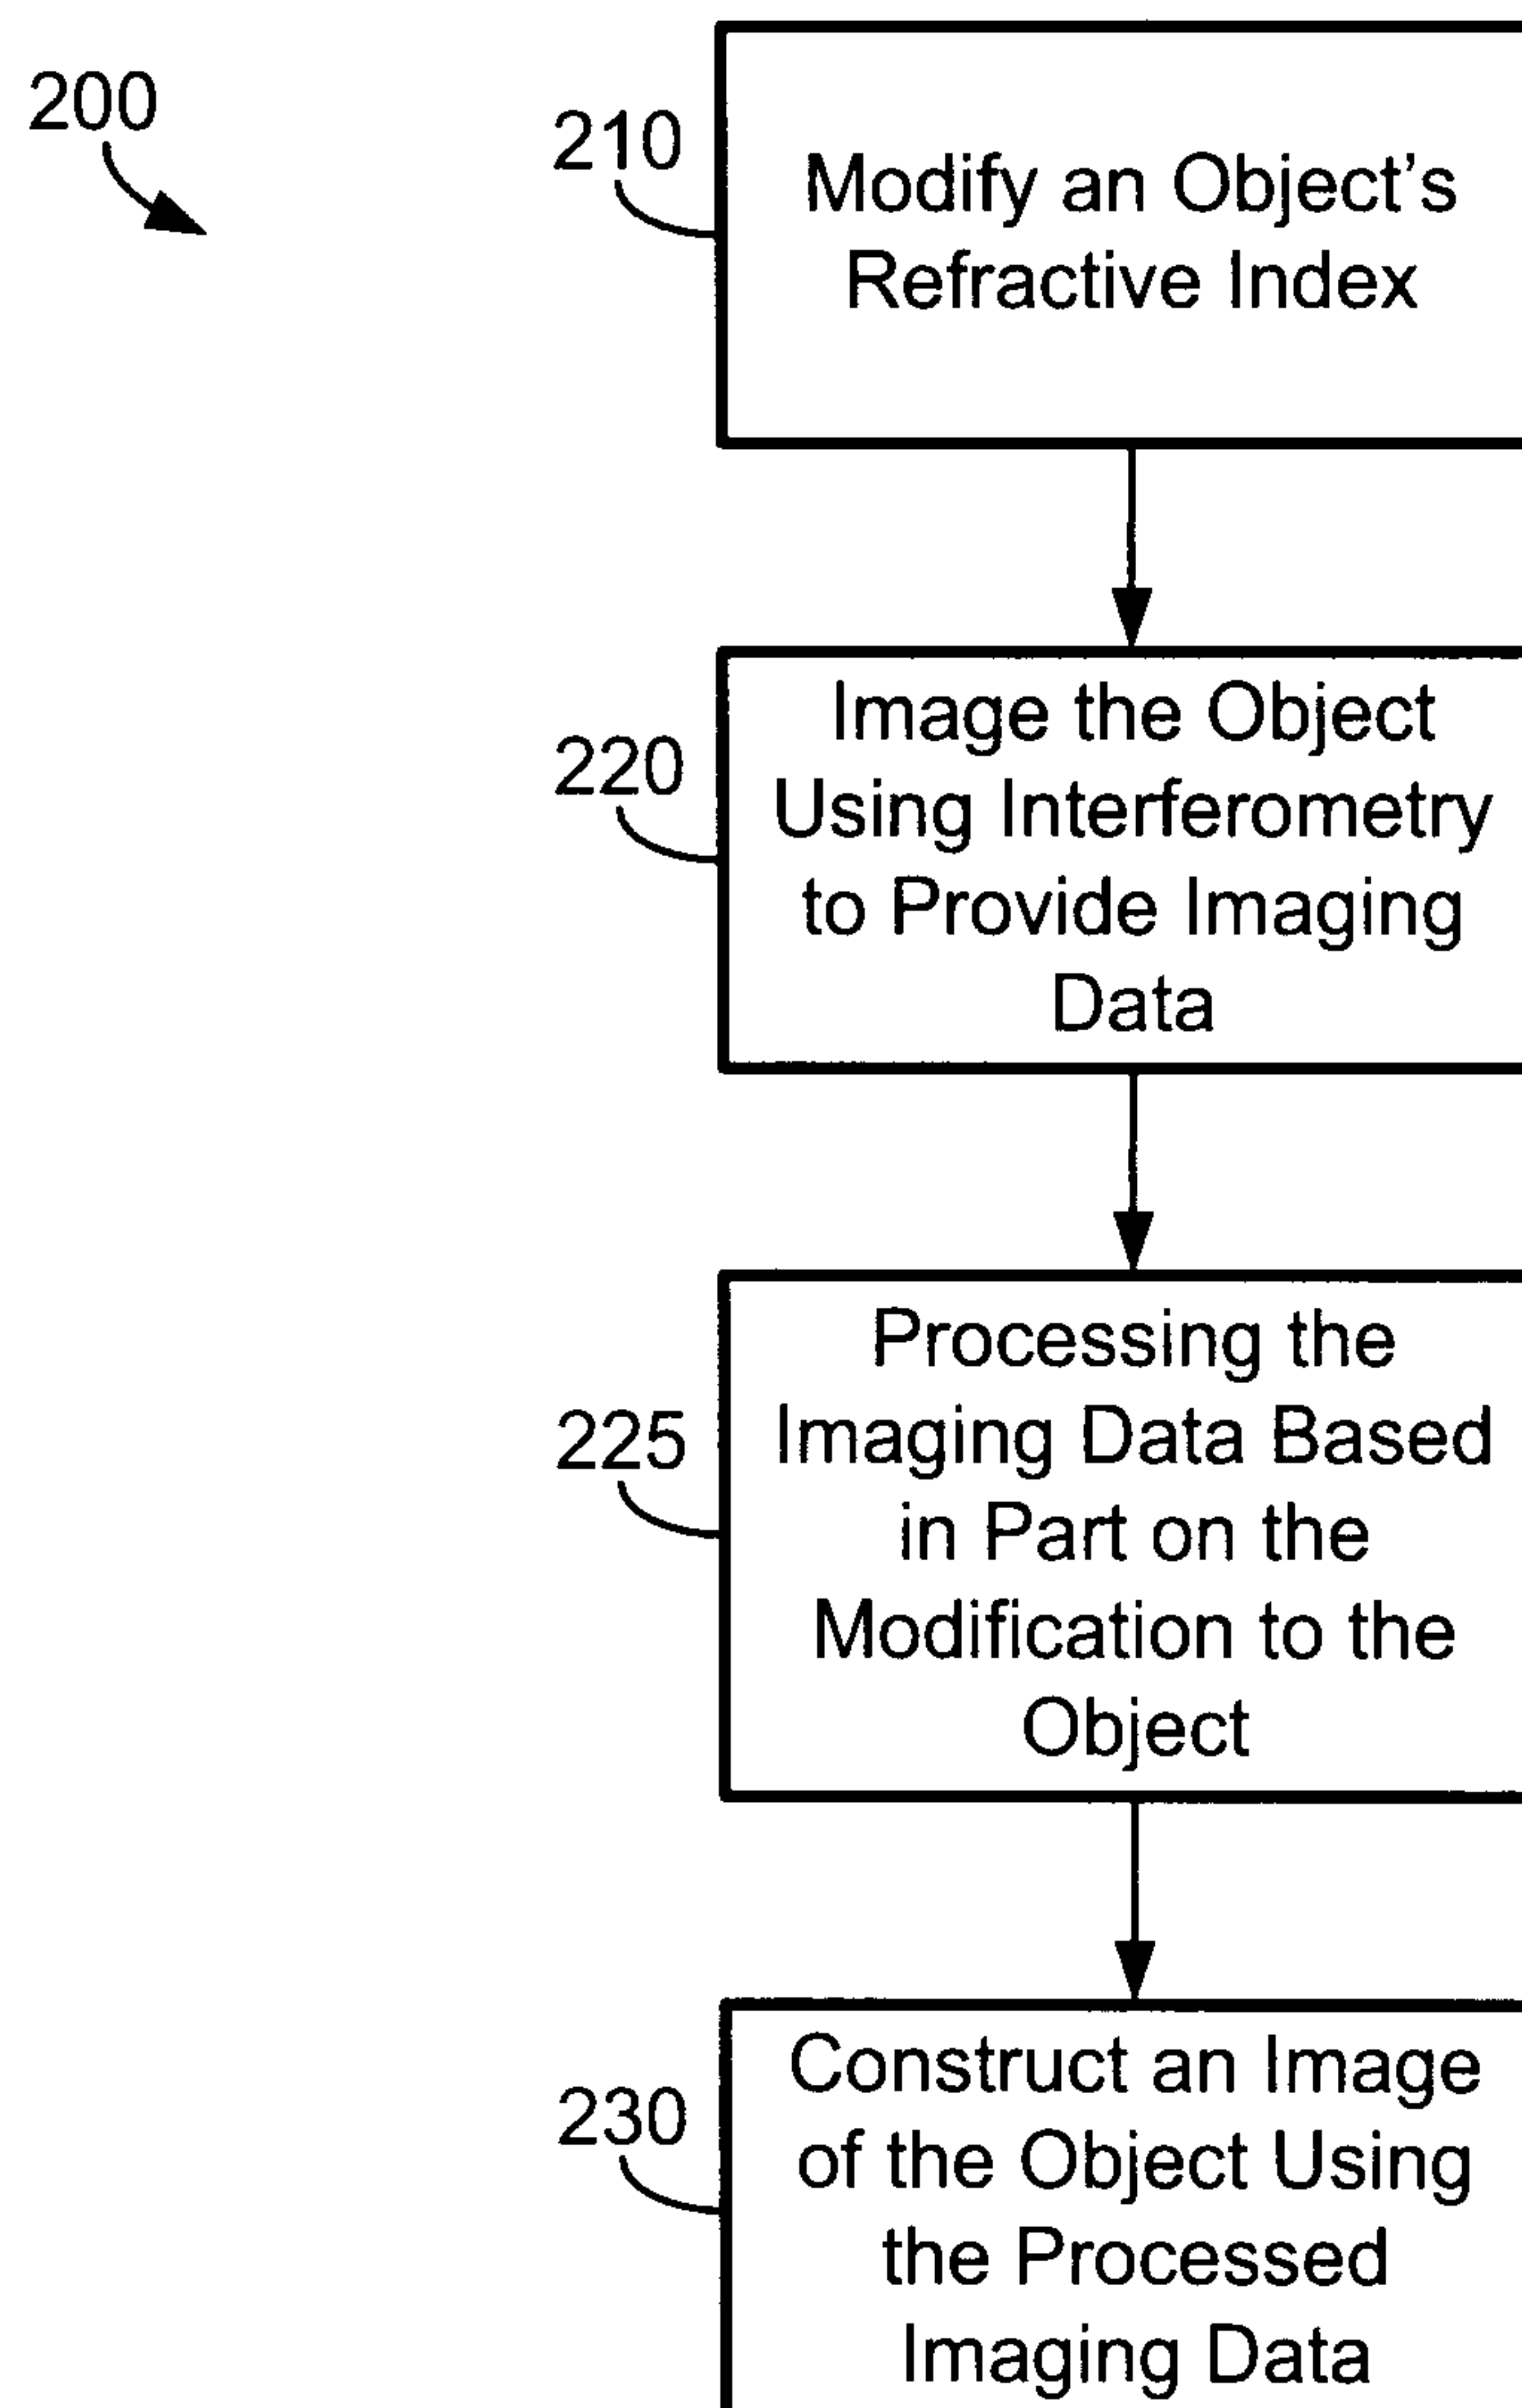 200
210
Modify an Object's
Refractive Index
220
Image the Object
Using Interferometry
to Provide Imaging
Data
225
Processing the
Imaging Data Based
in Part on the
Modification to the
Object
230
Construct an Image
of the Object Using
the Processed
Imaging Data